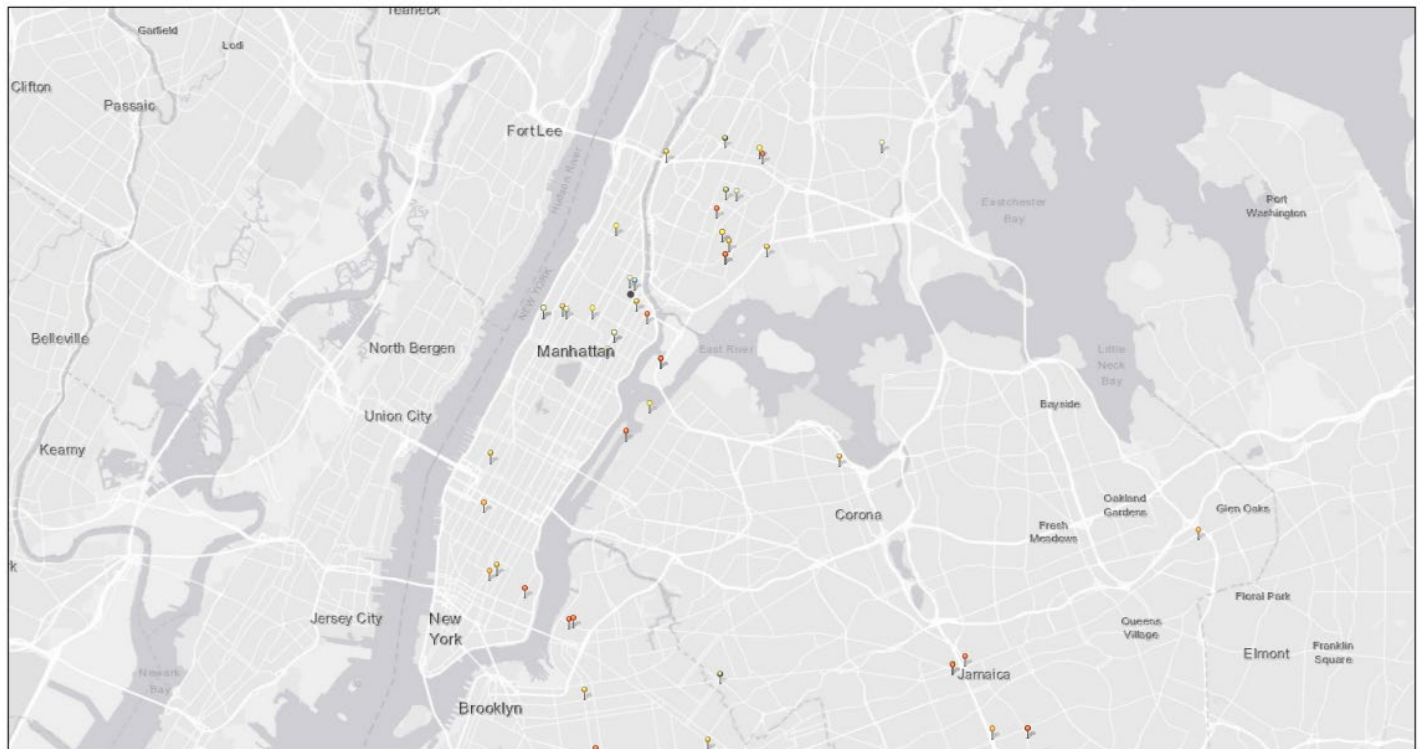 Teaneck
Garfield
Lodi
Clifton
Passaic
Fort Lee
Hudson River
Eastchester
Bay
Port
Washington
NEW YORK
Belleville
North Bergen
Manhattan
East River
Little
Neck
Bay
Union City
Bayside
Kearny
Corona
Oakland
Gardens
Glen Oaks
Fresh
Meadows
k
Jersey City
New
York
Floral Park
Queens
Village
Elmont
Franklin
Square
Newark
Bay
Jamaica
Brooklyn